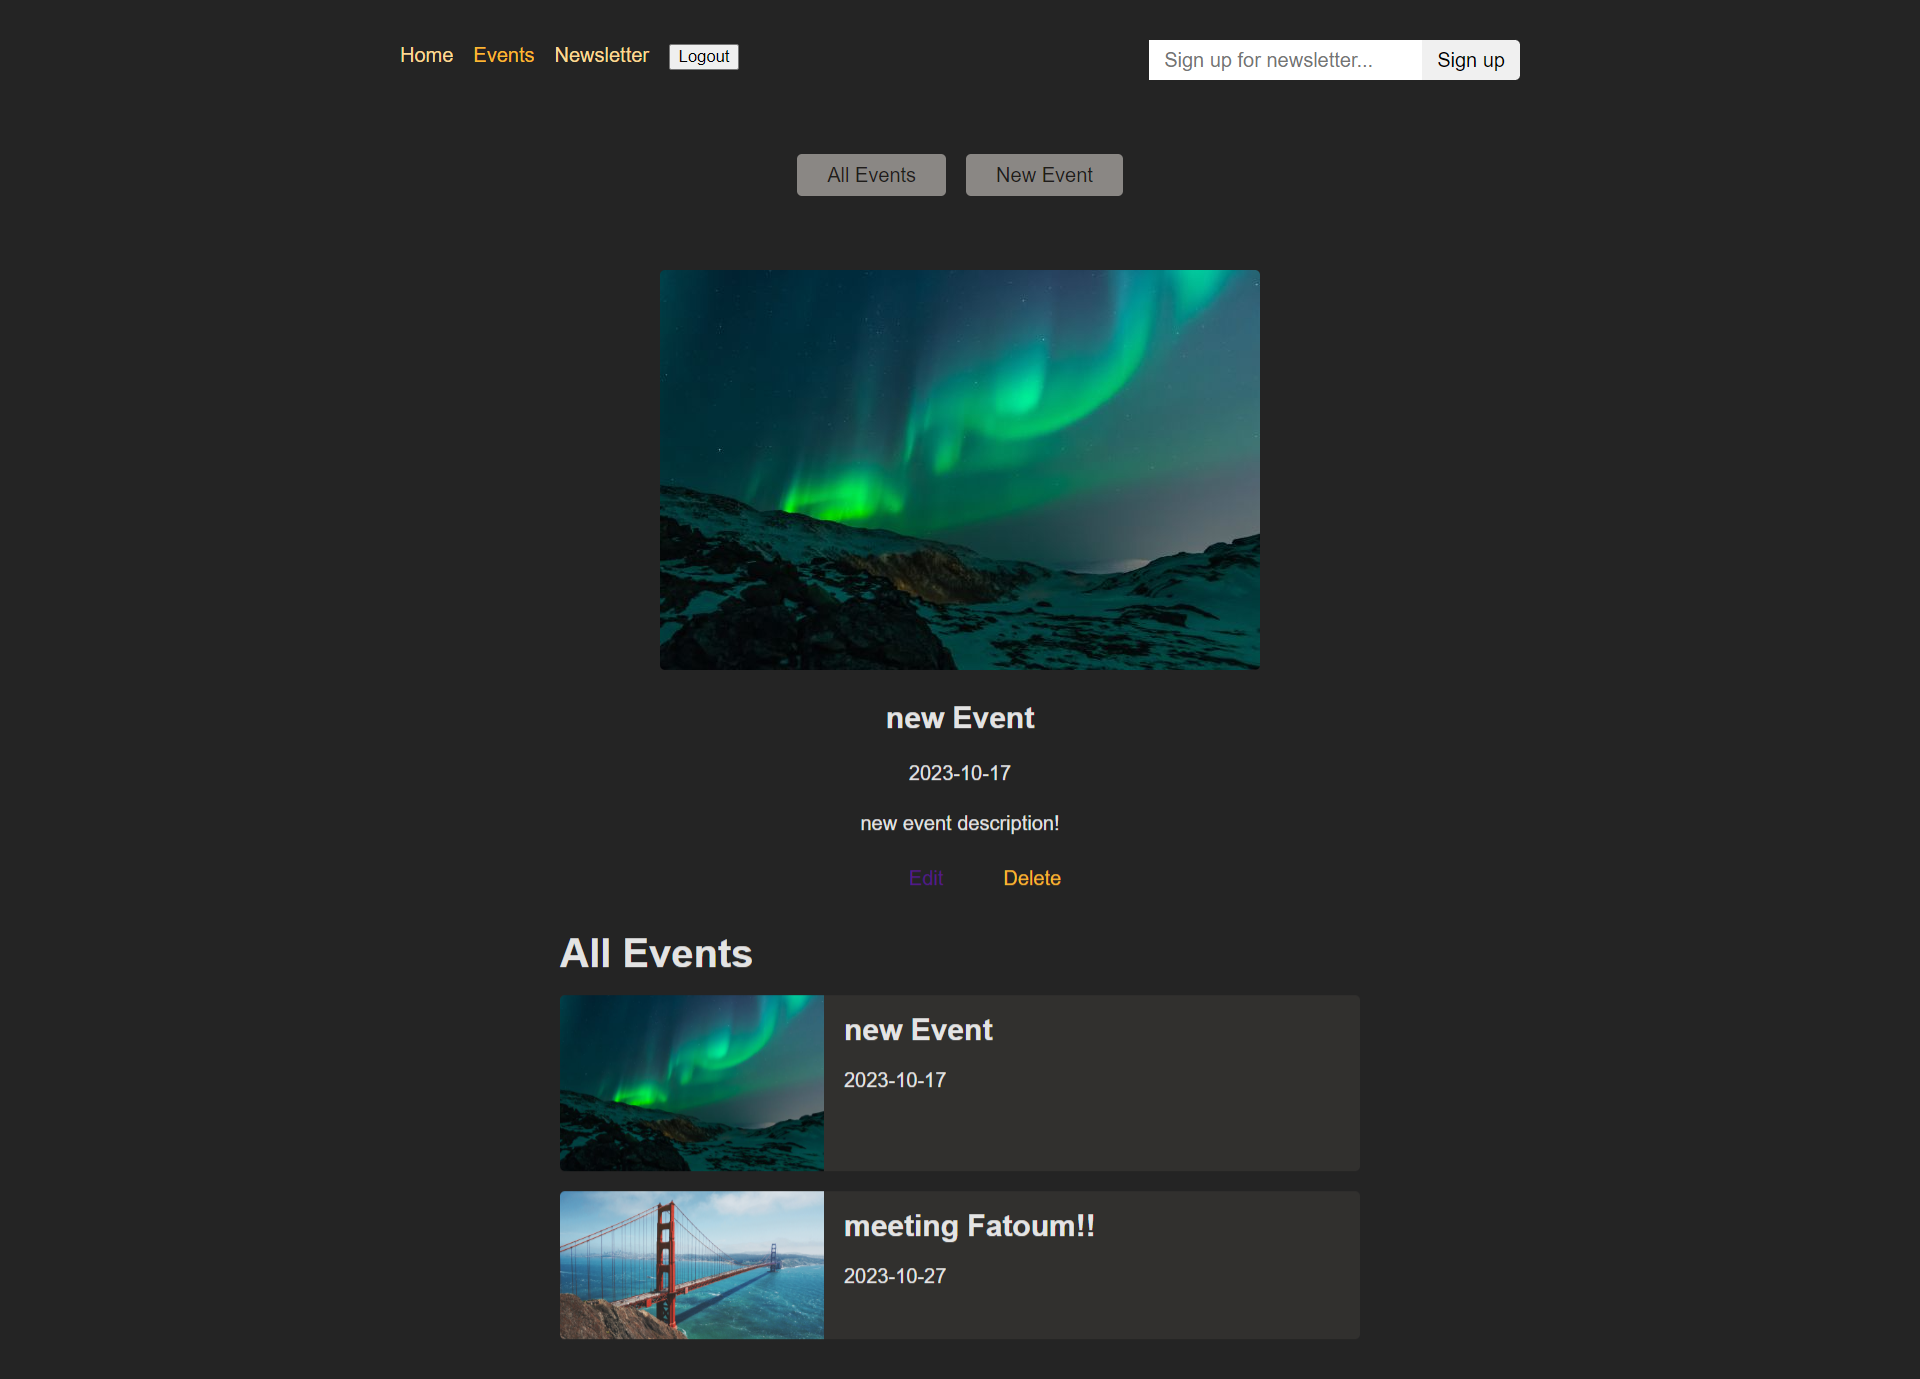 Home Events Newsletter Logout Sign up for newsletter... Sign up
All Events New Event
new Event
2023-10-17
new event description!
Edit Delete
All Events
new Event
2023-10-17
meeting Fatoum!!
2023-10-27